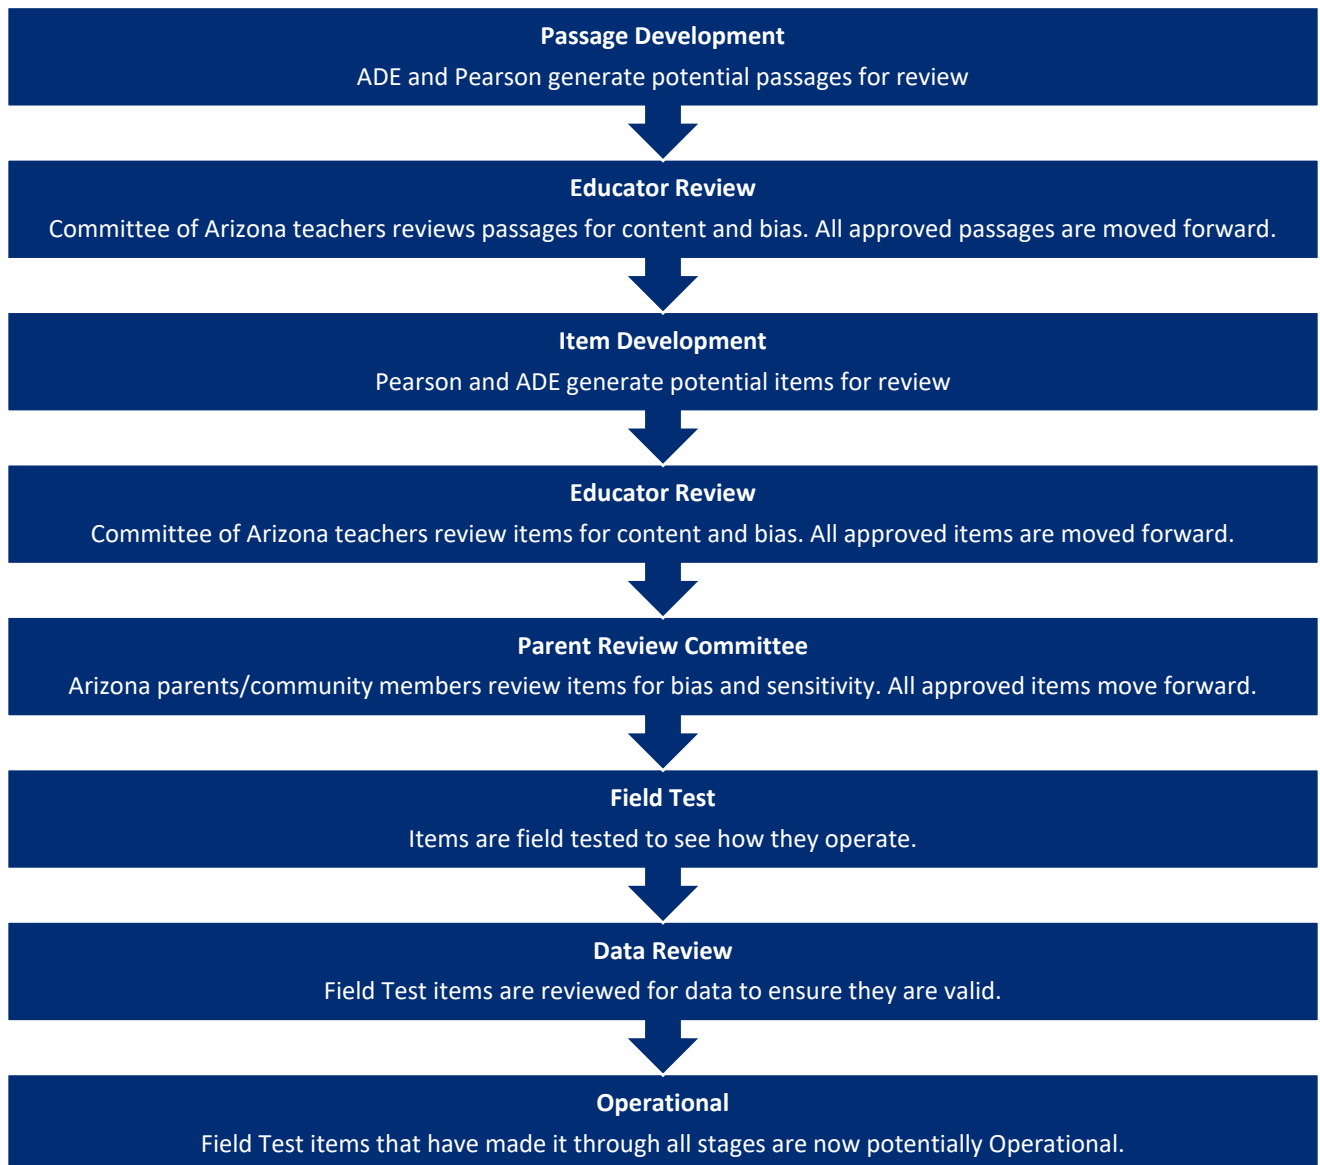 Passage Development
ADE and Pearson generate potential passages for review
Educator Review
Committee of Arizona teachers reviews passages for content and bias. All approved passages are moved forward.
Item Development
Pearson and ADE generate potential items for review
Educator Review
Committee of Arizona teachers review items for content and bias. All approved items are moved forward.
Parent Review Committee
Arizona parents/community members review items for bias and sensitivity. All approved items move forward.
Field Test
Items are field tested to see how they operate.
Data Review
Field Test items are reviewed for data to ensure they are valid.
Operational
Field Test items that have made it through all stages are now potentially Operational.